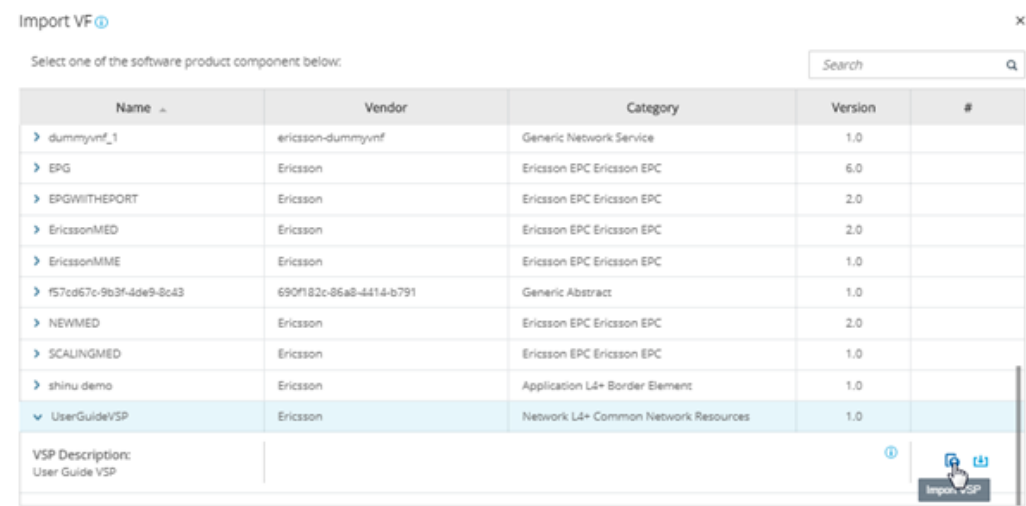 Import VF
Select one of the software product component below:
Search
Name Vendor Category Version #
dummyvnf_1 ericsson-dummyvnf Generic Network Service 1.0
EPG Ericsson Ericsson EPC Ericsson EPC 6.0
EPGWIITHEPORT Ericsson Ericsson EPC Ericsson EPC 2.0
EricssonMED Ericsson Ericsson EPC Ericsson EPC 2.0
EricssonMME Ericsson Ericsson EPC Ericsson EPC 1.0
f57cd67c-9b3f-4de9-8c43 690f182c-86a8-4414-b791 Generic Abstract 1.0
NEWMED Ericsson Ericsson EPC Ericsson EPC 2.0
SCALINGMED Ericsson Ericsson EPC Ericsson EPC 1.0
shinu demo Ericsson Application L4+ Border Element 1.0
UserGuideVSP Ericsson Network L4+ Common Network Resources 1.0
VSP Description:
User Guide VSP
Import VSP